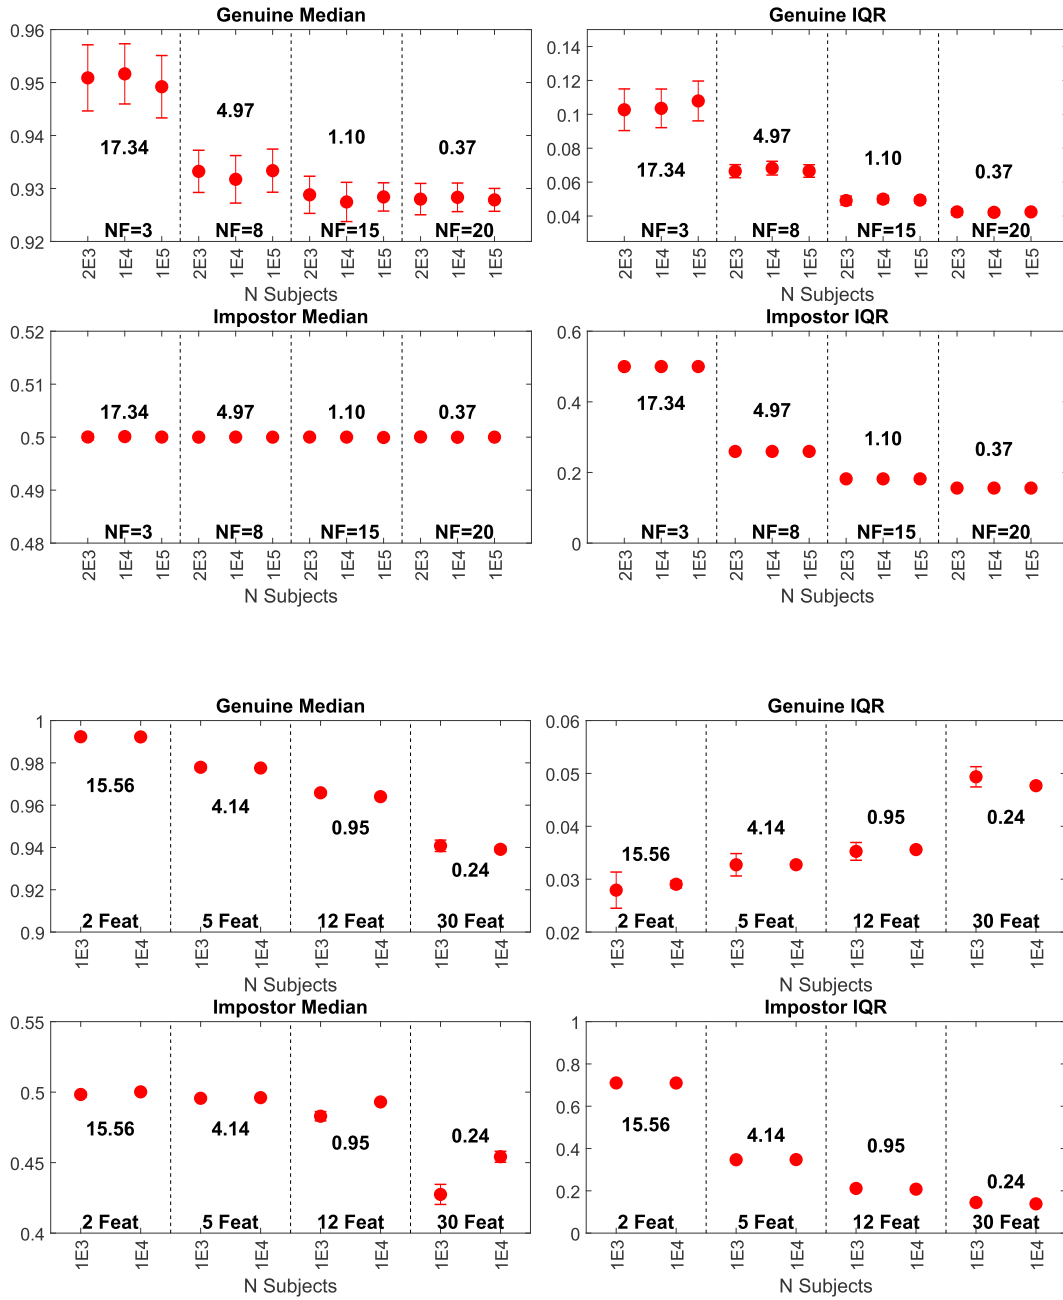 Genuine Median
0.96
0.95
0.94
0.93
0.92
17.34
4.97
1.10
0.37
NF=3
NF=8
NF=15
NF=20
2E3 1E4 1E5 2E3 1E4 1E5 2E3 1E4 1E5 2E3 1E4 1E5
N Subjects
Genuine IQR
0.14
0.12
0.1
0.08
0.06
0.04
17.34
4.97
1.10
0.37
NF=3
NF=8
NF=15
NF=20
2E3 1E4 1E5 2E3 1E4 1E5 2E3 1E4 1E5 2E3 1E4 1E5
N Subjects
Impostor Median
0.52
0.51
0.5
0.49
0.48
17.34
4.97
1.10
0.37
NF=3
NF=8
NF=15
NF=20
2E3 1E4 1E5 2E3 1E4 1E5 2E3 1E4 1E5 2E3 1E4 1E5
N Subjects
Impostor IQR
0.6
0.4
0.2
0
17.34
4.97
1.10
0.37
NF=3
NF=8
NF=15
NF=20
2E3 1E4 1E5 2E3 1E4 1E5 2E3 1E4 1E5 2E3 1E4 1E5
N Subjects
Genuine Median
1
0.98
0.96
0.94
0.92
0.9
15.56
4.14
0.95
0.24
2 Feat
5 Feat
12 Feat
30 Feat
1E3 1E4 1E3 1E4 1E3 1E4 1E3 1E4
N Subjects
Genuine IQR
0.06
0.05
0.04
0.03
0.02
15.56
4.14
0.95
0.24
2 Feat
5 Feat
12 Feat
30 Feat
1E3 1E4 1E3 1E4 1E3 1E4 1E3 1E4
N Subjects
Impostor Median
0.55
0.5
0.45
0.4
15.56
4.14
0.95
0.24
2 Feat
5 Feat
12 Feat
30 Feat
1E3 1E4 1E3 1E4 1E3 1E4 1E3 1E4
N Subjects
Impostor IQR
1
0.8
0.6
0.4
0.2
0
15.56
4.14
0.95
0.24
2 Feat
5 Feat
12 Feat
30 Feat
1E3 1E4 1E3 1E4 1E3 1E4 1E3 1E4
N Subjects